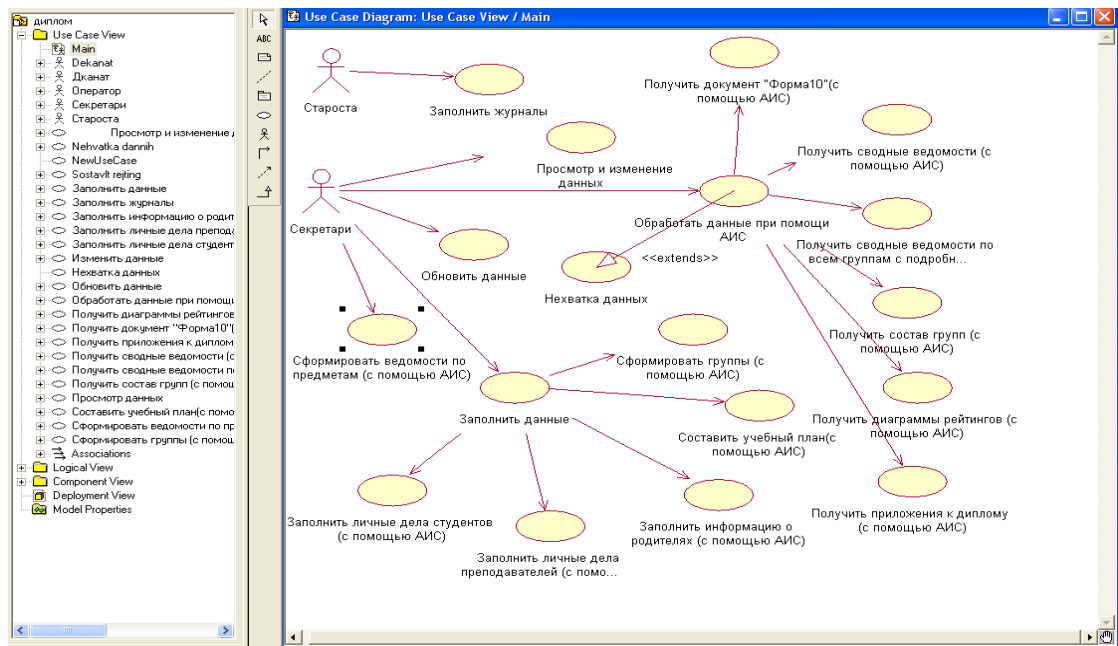 диплом
Use Case View
Main
Dekanat
Дканат
Оператор
Секретари
Староста
Просмотр и изменение д
Nehvatka dannih
NewUseCase
Sostavlt rejting
Заполнить данные
Заполнить журналы
Заполнить информацию о родит
Заполнить личные дела препода
Заполнить личные дела студент
Изменить данные
Нехватка данных
Обновить данные
Обработать данные при помощи
Получить диаграммы рейтингов
Получить документ "Форма10"(
Получить приложения к диплом
Получить сводные ведомости (с
Получить сводные ведомости п
Получить состав групп (с помощ
Просмотр данных
Составить учебный план(с помо
Сформировать ведомости по пр
Сформировать группы (с помощ
Associations
Logical View
Component View
Deployment View
Model Properties
ABC
Use Case Diagram: Use Case View / Main
Староста
Заполнить журналы
Получить документ "Форма10"(с
помощью АИС)
Просмотр и изменение
данных
Получить сводные ведомости (с
помощью АИС)
Секретари
Обработать данные при помощи
АИС
Обновить данные
<<extends>>
Нехватка данных
Получить сводные ведомости по
всем группам с подробн...
Сформировать ведомости по
предметам (с помощью АИС)
Сформировать группы (с
помощью АИС)
Получить состав групп (с
помощью АИС)
Заполнить данные
Составить учебный план(с
помощью АИС)
Получить диаграммы рейтингов (с
помощью АИС)
Заполнить личные дела студентов
(с помощью АИС)
Заполнить личные дела
преподавателей (с помо...
Заполнить информацию о
родителях (с помощью АИС)
Получить приложения к диплому
(с помощью АИС)